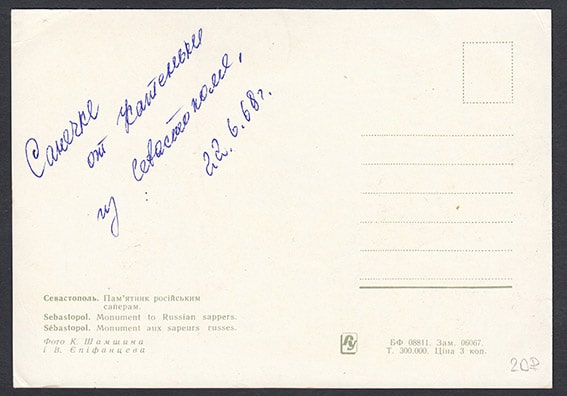 Санечке
от Катеньки
из Севастополя.
22.6.68г.
Севастополь. Пам'ятник російським
саперам.
Sebastopol. Monument to Russian sappers.
Sébastopol. Monument aux sapeurs russes.
Фото К. Шамшина
і В. Єпіфанцева
БФ 08811. Зам. 06067.
Т. 300.000. Ціна 3 коп.
20₽